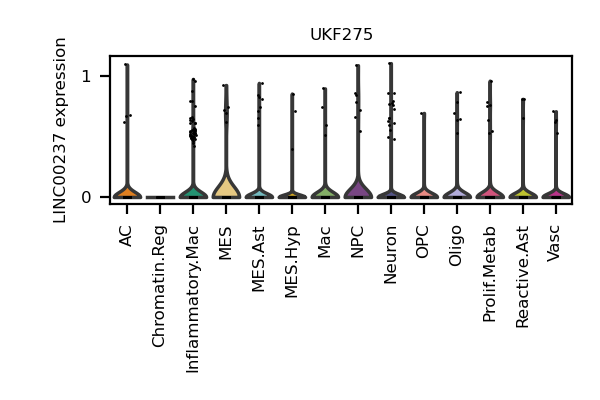 UKF275
LINC00237 expression
1
0
AC
Chromatin.Reg
Inflammatory.Mac
MES
MES.Ast
MES.Hyp
Mac
NPC
Neuron
OPC
Oligo
Prolif.Metab
Reactive.Ast
Vasc